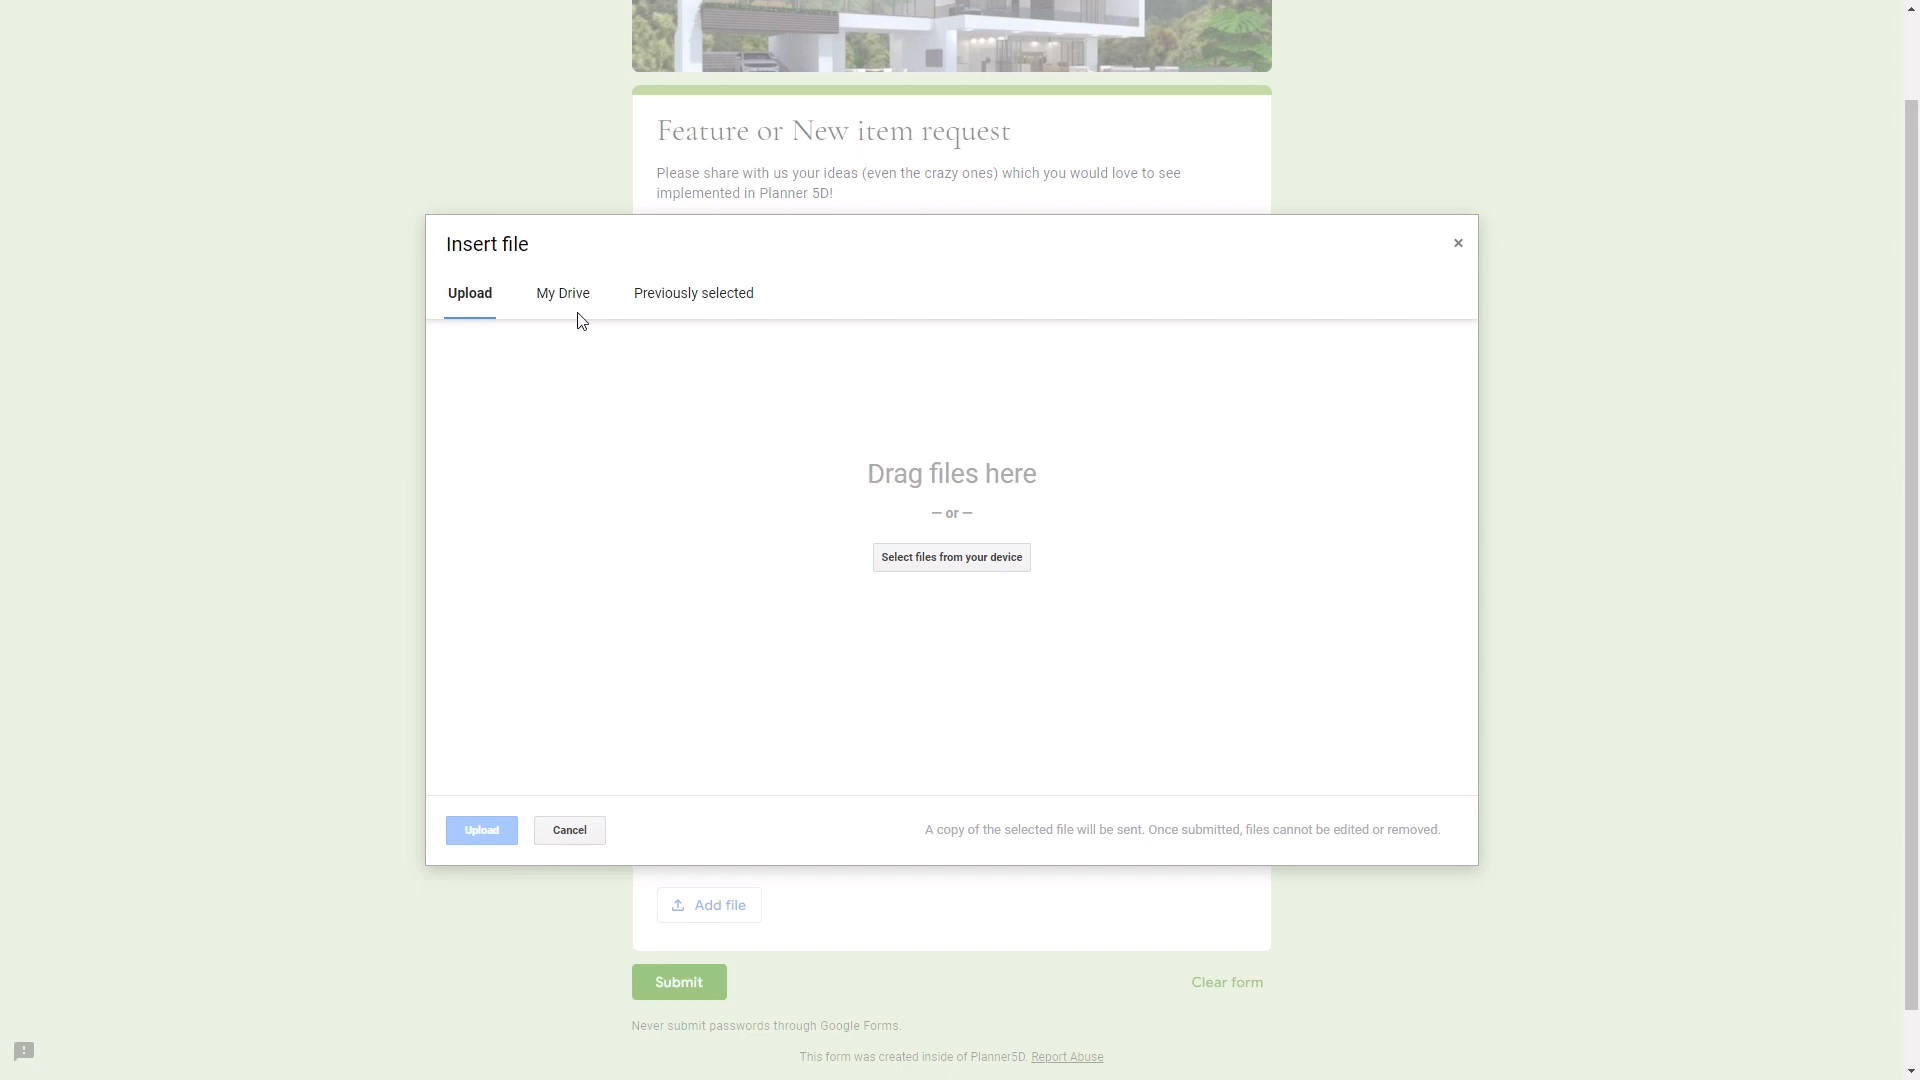 Feature or New item request
Please share with us your ideas (even the crazy ones) which you would love to see
implemented in Planner 5D!
Insert file
Upload
My Drive
Previously selected
Drag files here
— or —
Select files from your device
Upload
Cancel
A copy of the selected file will be sent. Once submitted, files cannot be edited or removed.
Add file
Submit
Clear form
Never submit passwords through Google Forms.
This form was created inside of Planner5D. Report Abuse